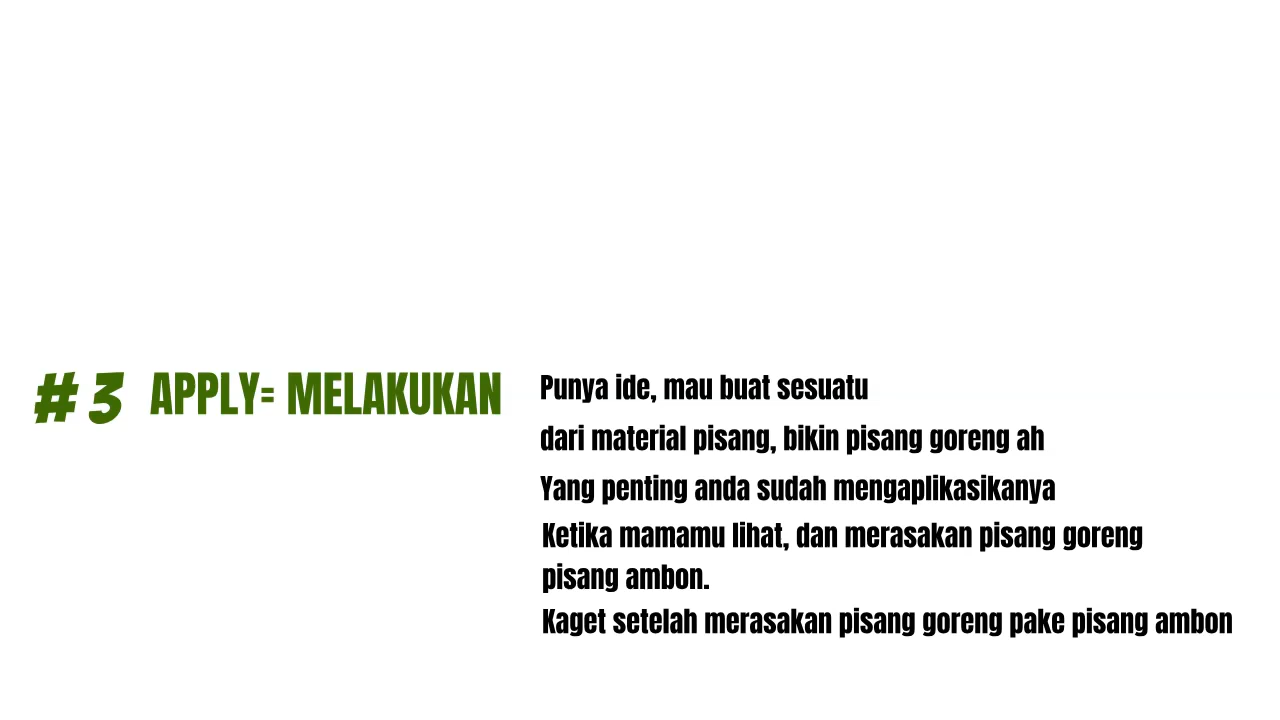 #3 APPLY= MELAKUKAN
Punya ide, mau buat sesuatu
dari material pisang, bikin pisang goreng ah
Yang penting anda sudah mengaplikasikanya
Ketika mamamu lihat, dan merasakan pisang goreng
pisang ambon.
Kaget setelah merasakan pisang goreng pake pisang ambon